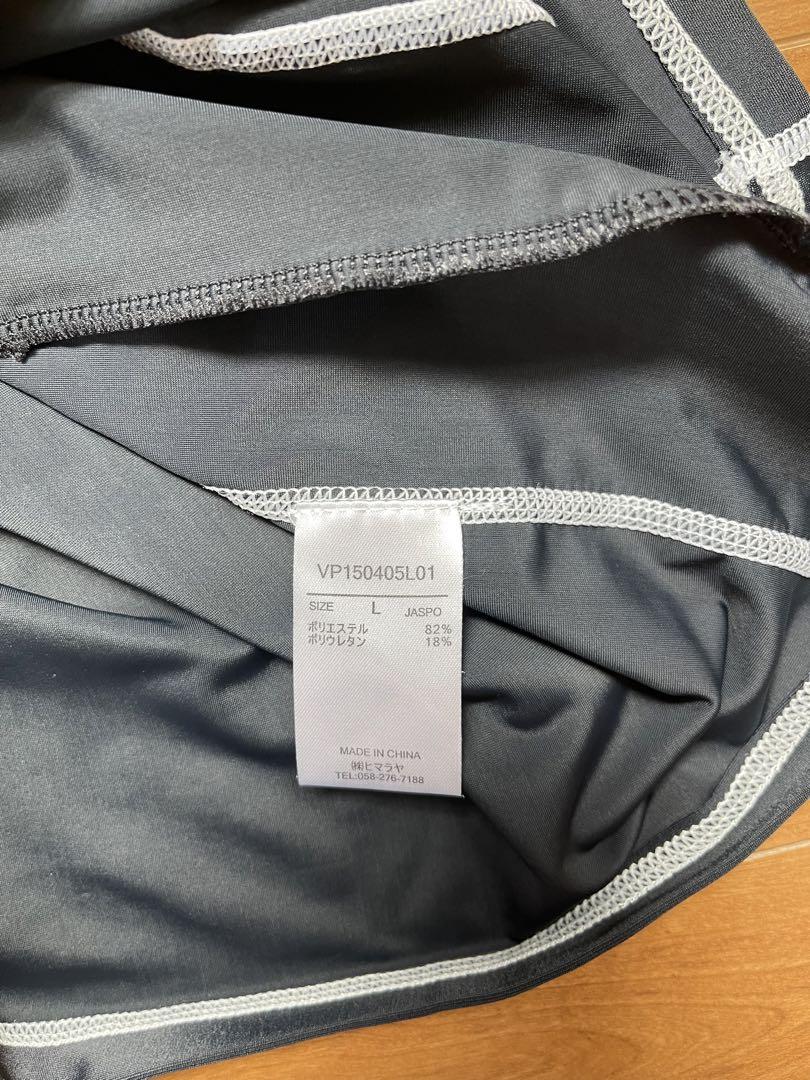 VP150405L01
SIZE L JASPO
ポリエステル 82%
ポリウレタン 18%
MADE IN CHINA
㈱ヒマラヤ
TEL:058-276-7188